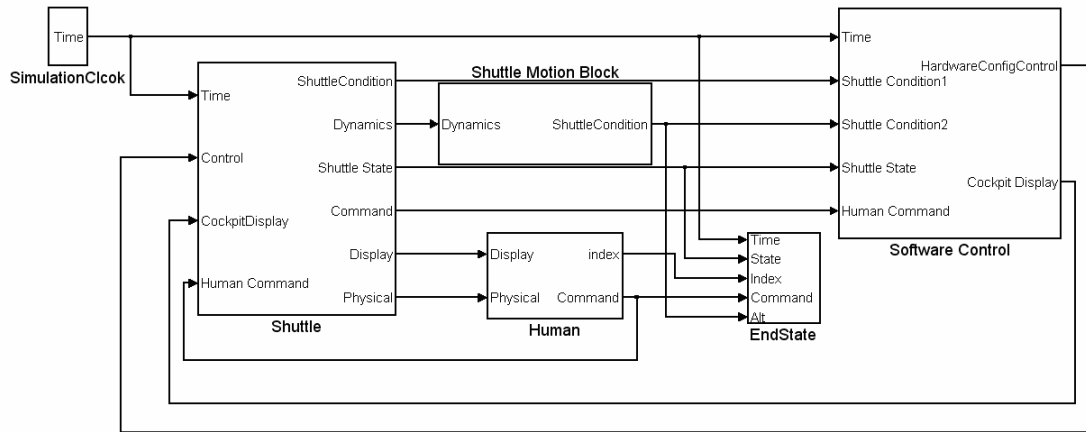 Time
SimulationClcok
Time
Control
CockpitDisplay
Human Command
ShuttleCondition
Dynamics
Shuttle State
Command
Display
Physical
Shuttle
Shuttle Motion Block
Dynamics
ShuttleCondition
Display
Physical
index
Command
Human
Time
State
Index
Command
Alt
EndState
Time
Shuttle Condition1
Shuttle Condition2
Shuttle State
Human Command
HardwareConfigControl
Cockpit Display
Software Control